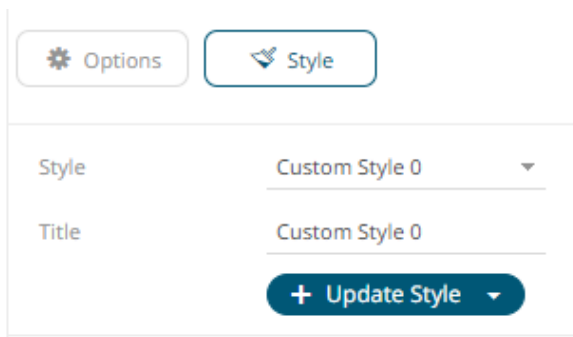 Options Style
Style Custom Style 0
Title Custom Style 0
+ Update Style